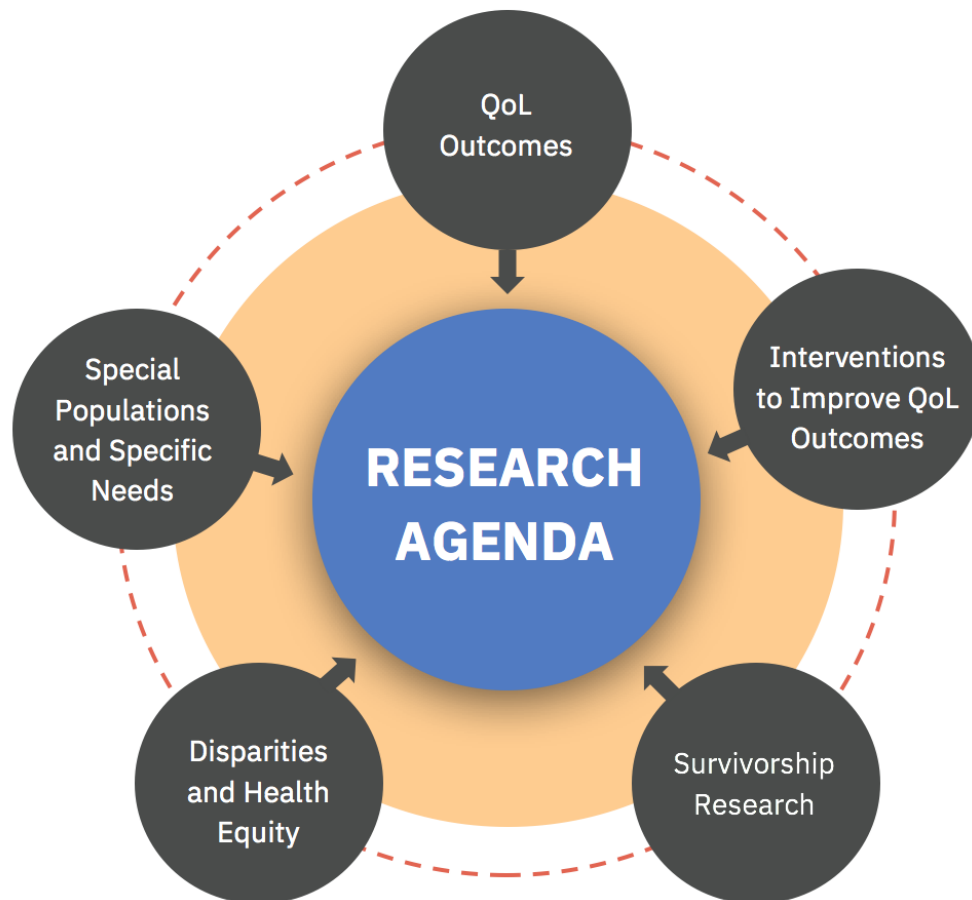 QoL
Outcomes
Interventions
to Improve QoL
Outcomes
Special
Populations
and Specific
Needs
RESEARCH
AGENDA
Disparities
and Health
Equity
Survivorship
Research